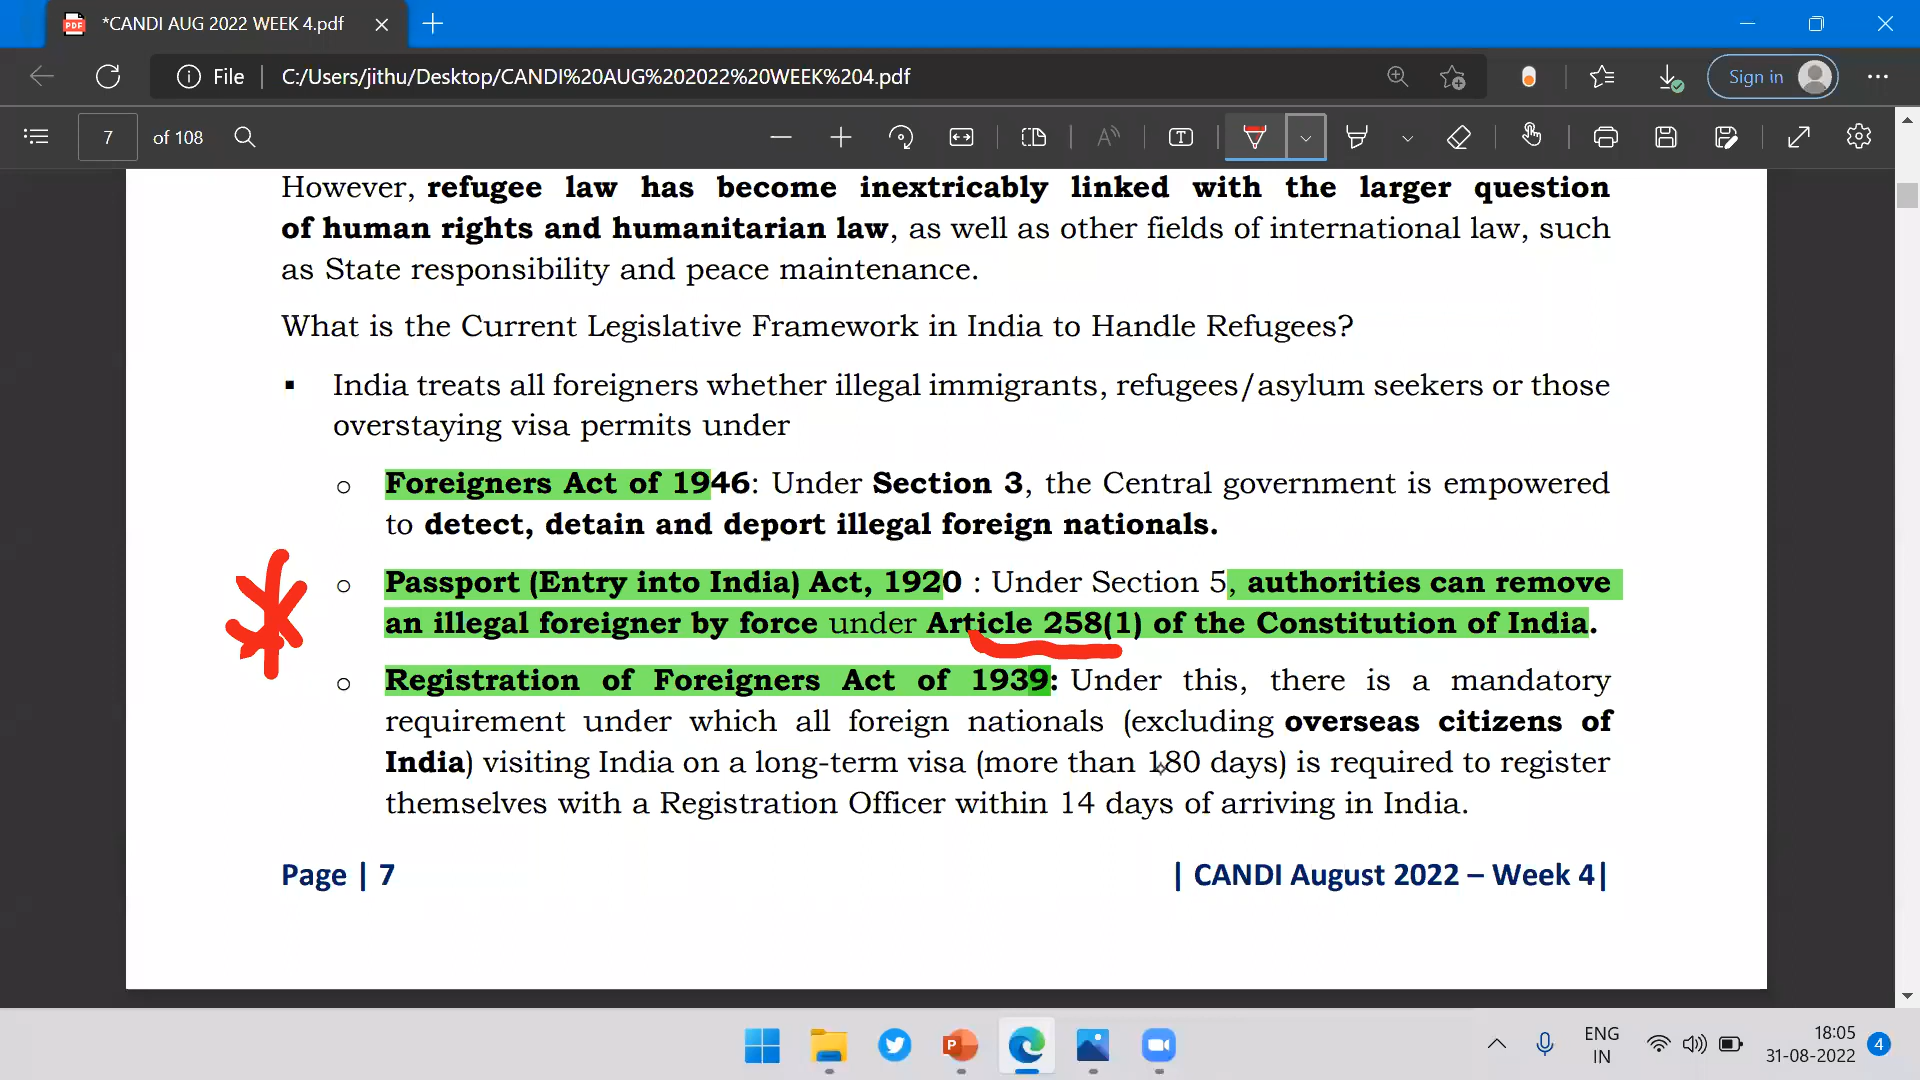 *CANDI AUG 2022 WEEK 4.pdf
File
C:/Users/jithu/Desktop/CANDI%20AUG%202022%20WEEK%204.pdf
Sign in
7 of 108
However, refugee law has become inextricably linked with the larger question
of human rights and humanitarian law, as well as other fields of international law, such
as State responsibility and peace maintenance.
What is the Current Legislative Framework in India to Handle Refugees?
▪ India treats all foreigners whether illegal immigrants, refugees/asylum seekers or those
overstaying visa permits under
o Foreigners Act of 1946: Under Section 3, the Central government is empowered
to detect, detain and deport illegal foreign nationals.
o Passport (Entry into India) Act, 1920 : Under Section 5, authorities can remove
an illegal foreigner by force under Article 258(1) of the Constitution of India.
o Registration of Foreigners Act of 1939: Under this, there is a mandatory
requirement under which all foreign nationals (excluding overseas citizens of
India) visiting India on a long-term visa (more than 180 days) is required to register
themselves with a Registration Officer within 14 days of arriving in India.
Page | 7 | CANDI August 2022 – Week 4|
ENG
IN
18:05
31-08-2022
4